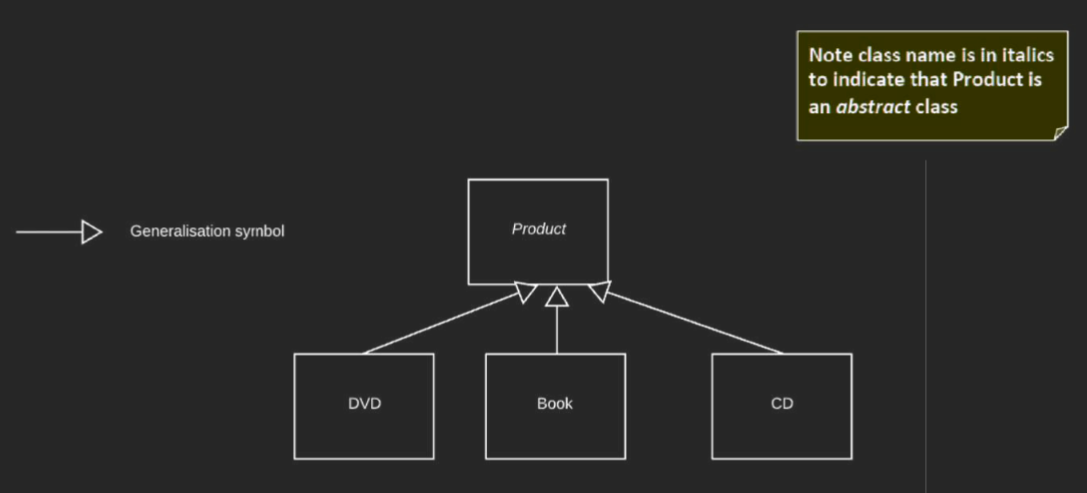 Note class name is in italics
to indicate that Product is
an abstract class
Generalisation symbol
Product
DVD
Book
CD